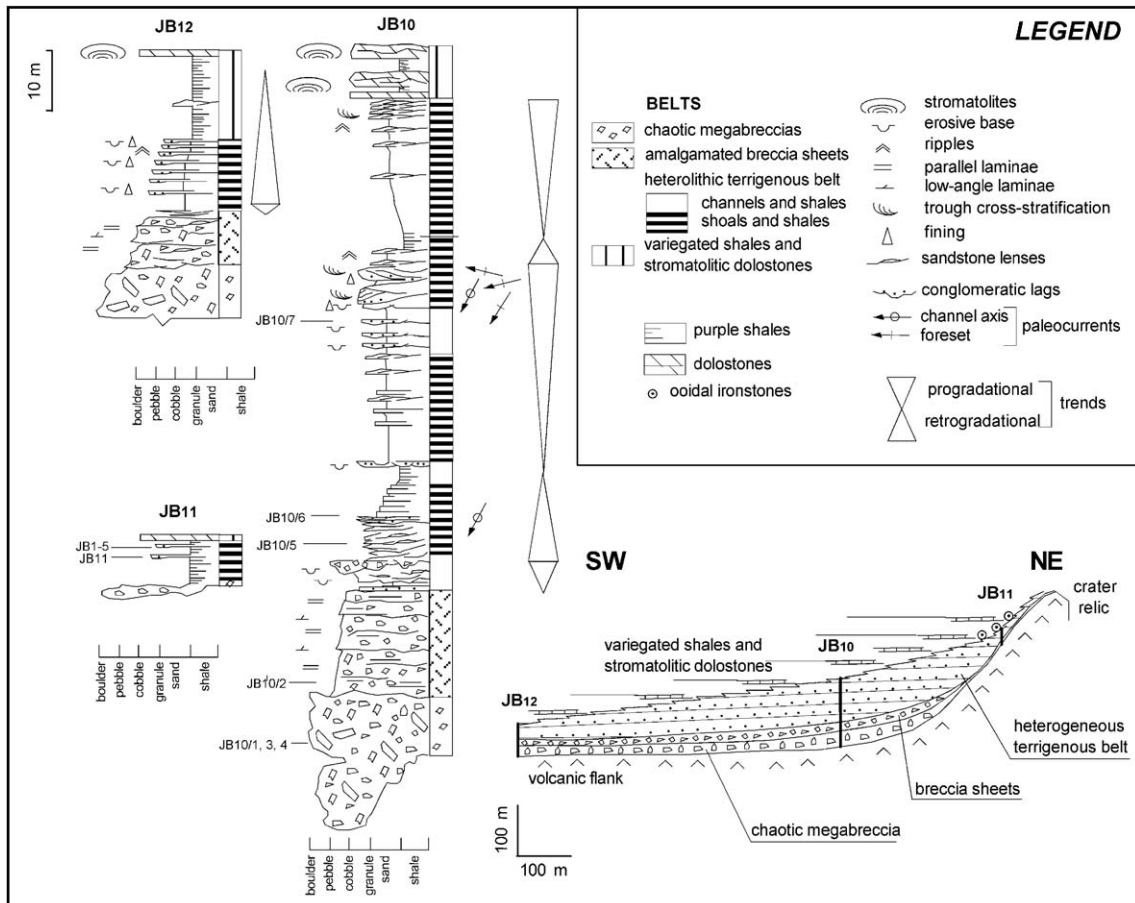 JB12
10 m
boulder
pebble
cobble
granule
sand
shale
JB11
JB1-5
JB11
boulder
pebble
cobble
granule
sand
shale
JB10
JB10/7
JB10/6
JB10/5
JB10/2
JB10/1, 3, 4
boulder
pebble
cobble
granule
sand
shale
LEGEND
BELTS
chaotic megabreccias
amalgamated breccia sheets
heterolithic terrigenous belt
channels and shales
shoals and shales
variegated shales and
stromatolitic dolostones
purple shales
dolostones
ooidal ironstones
stromatolites
erosive base
ripples
parallel laminae
low-angle laminae
trough cross-stratification
fining
sandstone lenses
conglomeratic lags
channel axis
foreset
paleocurrents
progradational
retrogradational
trends
SW
NE
JB11
crater
relic
JB10
variegated shales and
stromatolitic dolostones
JB12
heterogeneous
terrigenous belt
volcanic flank
breccia sheets
chaotic megabreccia
100 m
100 m